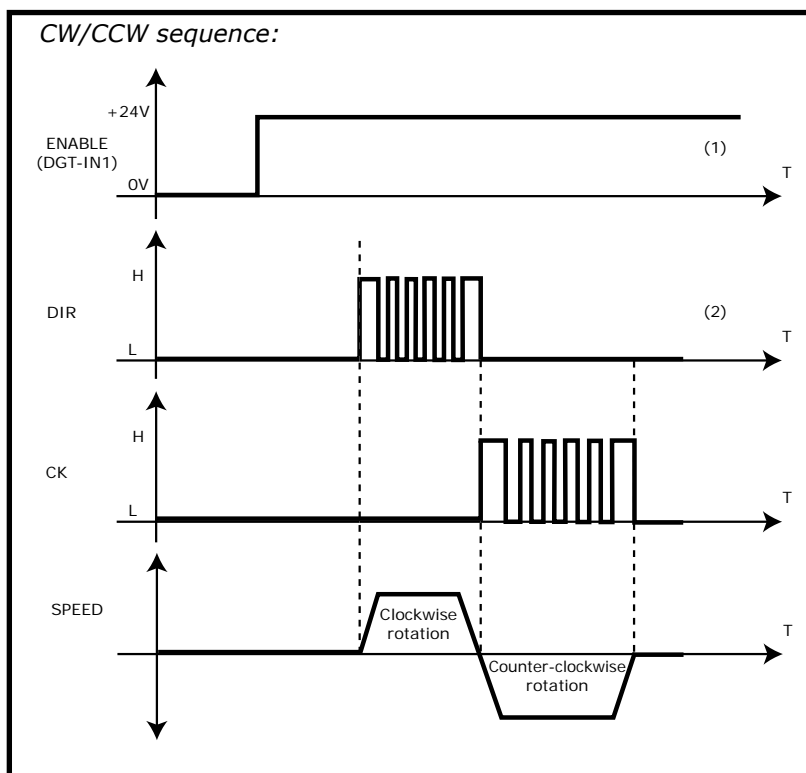 CW/CCW sequence:
+24V
ENABLE
(DGT-IN1)
(1)
T
0V
H
DIR
(2)
L
T
H
CK
L
T
SPEED
Clockwise
rotation
T
Counter-clockwise
rotation